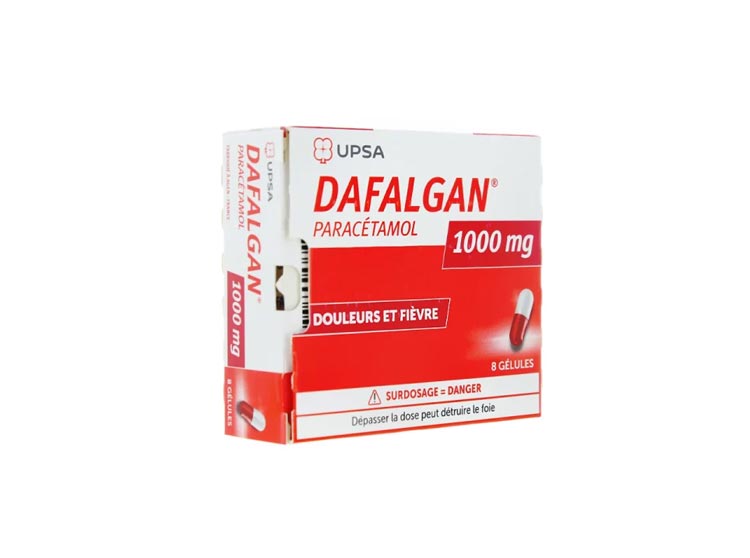 UPSA
DAFALGAN®
PARACÉTAMOL
1000 mg
DOULEURS ET FIÈVRE
8 GÉLULES
SURDOSAGE = DANGER
Dépasser la dose peut détruire le foie
UPSA
DAFALGAN®
PARACÉTAMOL
1000 mg
8 GÉLULES